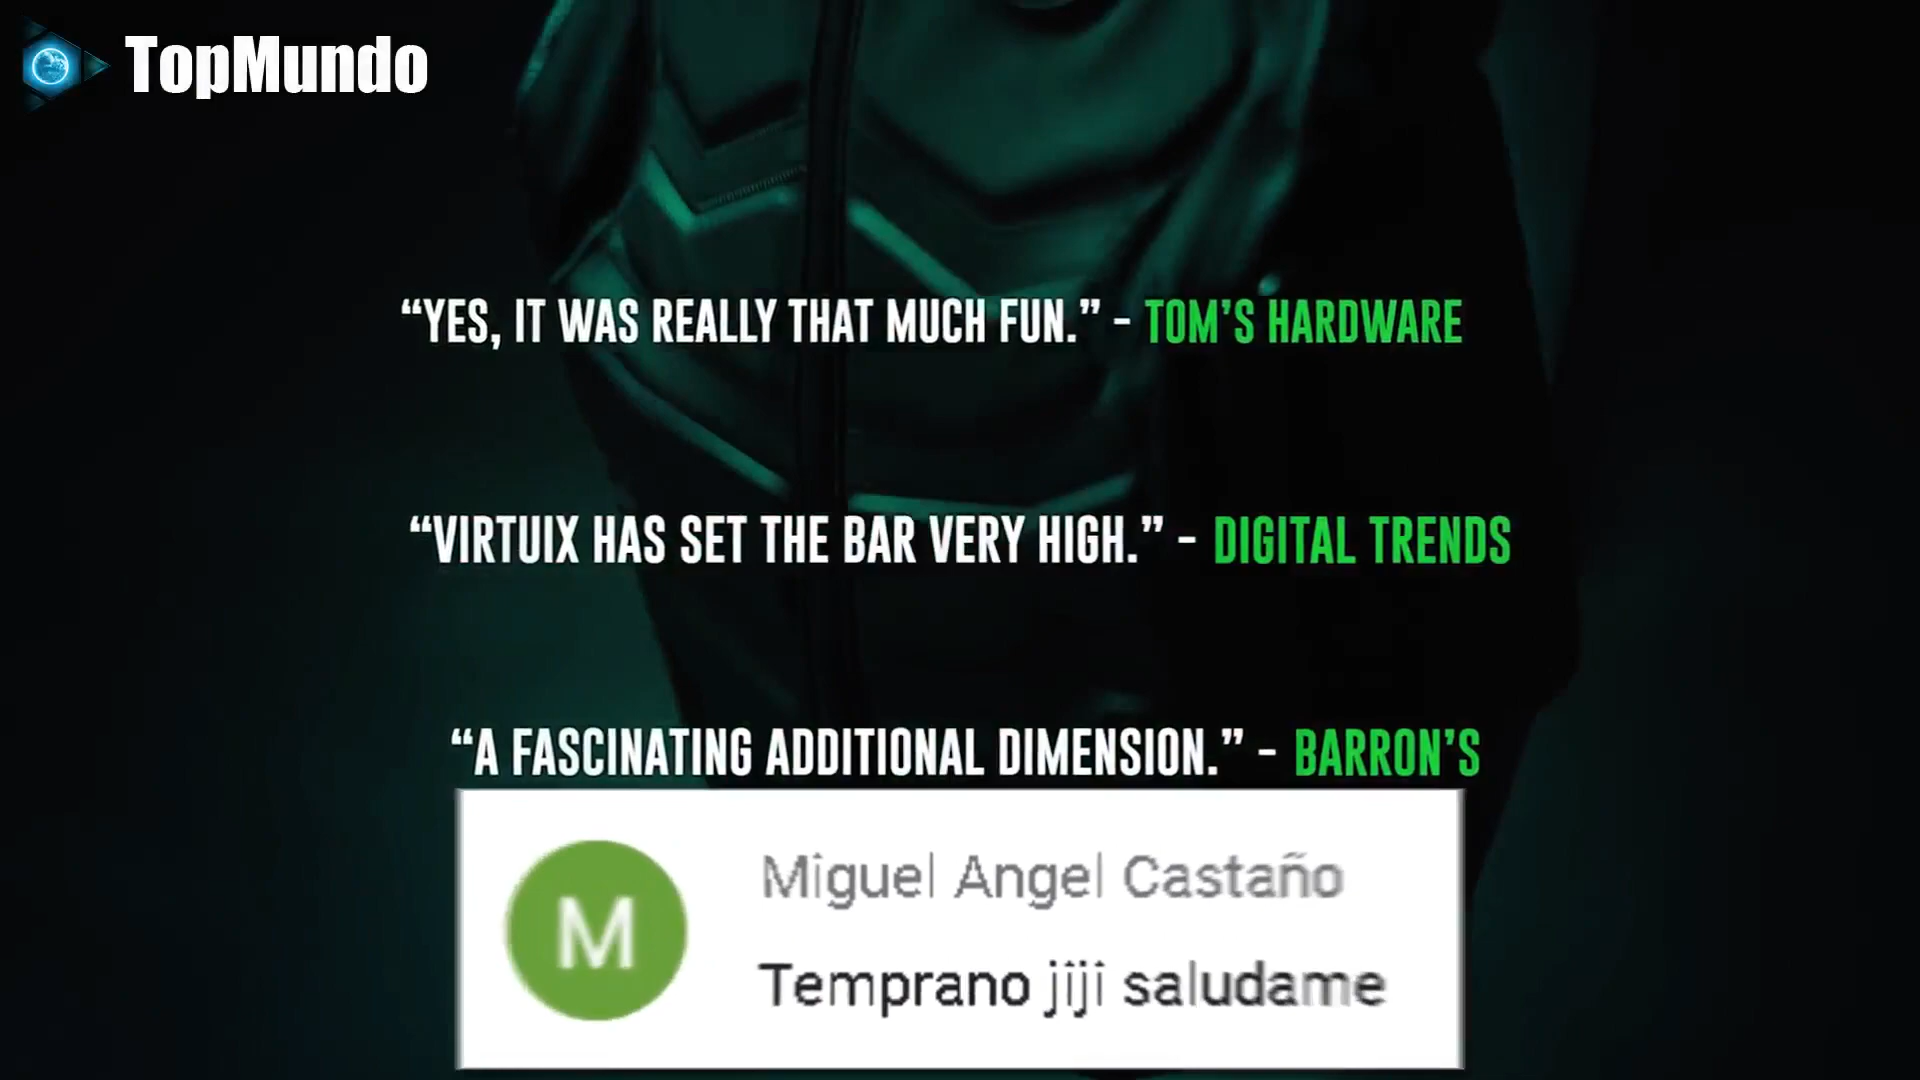 TopMundo
“YES, IT WAS REALLY THAT MUCH FUN.” - TOM’S HARDWARE
“VIRTUIX HAS SET THE BAR VERY HIGH.” - DIGITAL TRENDS
“A FASCINATING ADDITIONAL DIMENSION.” - BARRON’S
M
Miguel Angel Castaño
Temprano jiji saludame